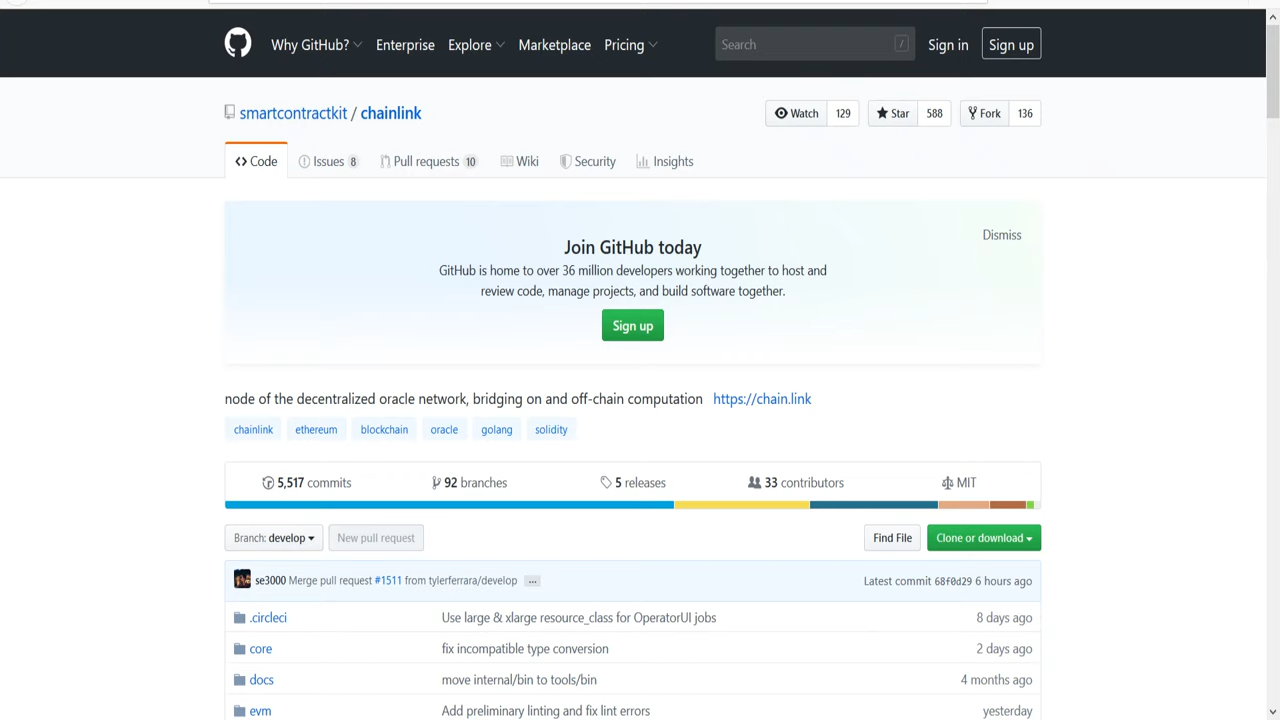 Why GitHub? Enterprise Explore Marketplace Pricing Search / Sign in Sign up
smartcontractkit / chainlink Watch 129 Star 588 Fork 136
Code Issues 8 Pull requests 10 Wiki Security Insights
Dismiss
Join GitHub today
GitHub is home to over 36 million developers working together to host and
review code, manage projects, and build software together.
Sign up
node of the decentralized oracle network, bridging on and off-chain computation https://chain.link
chainlink ethereum blockchain oracle golang solidity
5,517 commits 92 branches 5 releases 33 contributors MIT
Branch: develop New pull request Find File Clone or download
se3000 Merge pull request #1511 from tylerferrara/develop ... Latest commit 68f0d29 6 hours ago
.circleci Use large & xlarge resource_class for OperatorUI jobs 8 days ago
core fix incompatible type conversion 2 days ago
docs move internal/bin to tools/bin 4 months ago
evm Add preliminary linting and fix lint errors yesterday